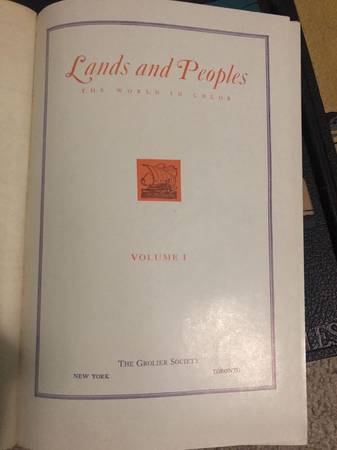 Lands and Peoples
THE WORLD IN COLOR
VOLUME I
THE GROLIER SOCIETY
NEW YORK
TORONTO